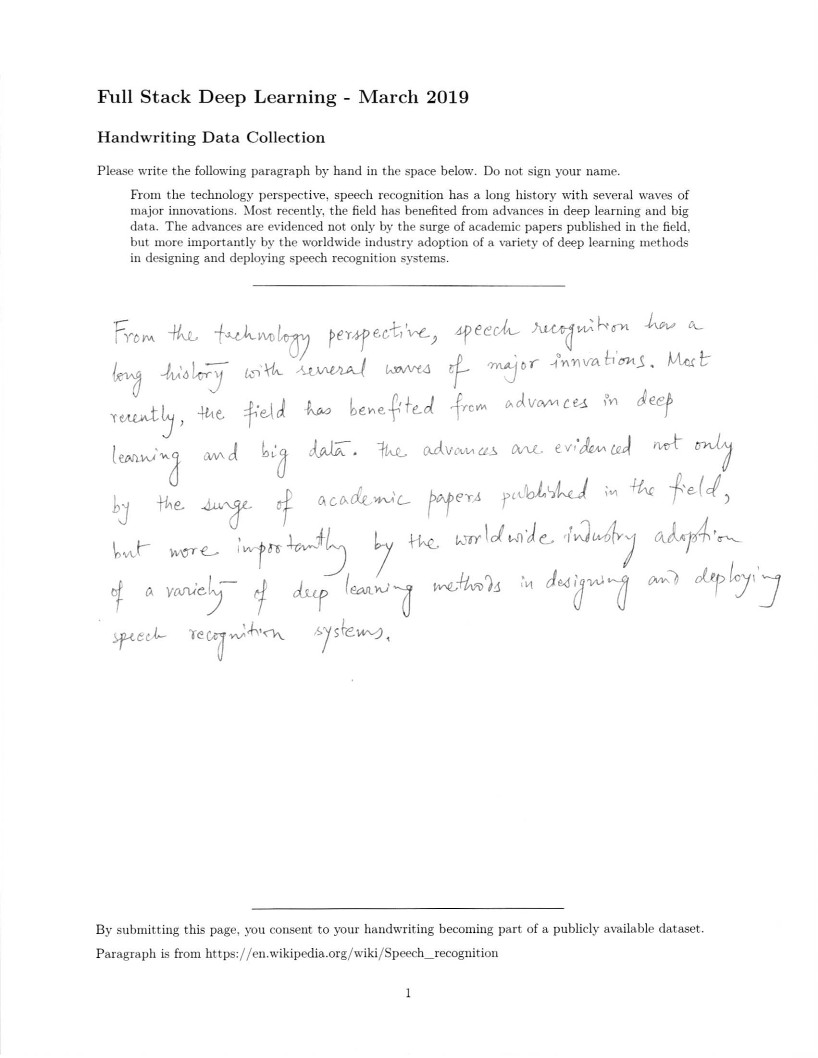 Full Stack Deep Learning - March 2019
Handwriting Data Collection
Please write the following paragraph by hand in the space below. Do not sign your name.
From the technology perspective, speech recognition has a long history with several waves of
major innovations. Most recently, the field has benefited from advances in deep learning and big
data. The advances are evidenced not only by the surge of academic papers published in the field,
but more importantly by the worldwide industry adoption of a variety of deep learning methods
in designing and deploying speech recognition systems.
From the technology perspective, speech recognition has a
long history with several waves of major innvations. Most
recently, the field has benefited from advances in deep
learning and big data. The advances are evidenced not only
by the surge of academic papers published in the field,
but more importantly by the worldwide industry adoption
of a variety of deep learning methods in designing and deploying
speech recognition systems.
By submitting this page, you consent to your handwriting becoming part of a publicly available dataset.
Paragraph is from https://en.wikipedia.org/wiki/Speech_recognition
1